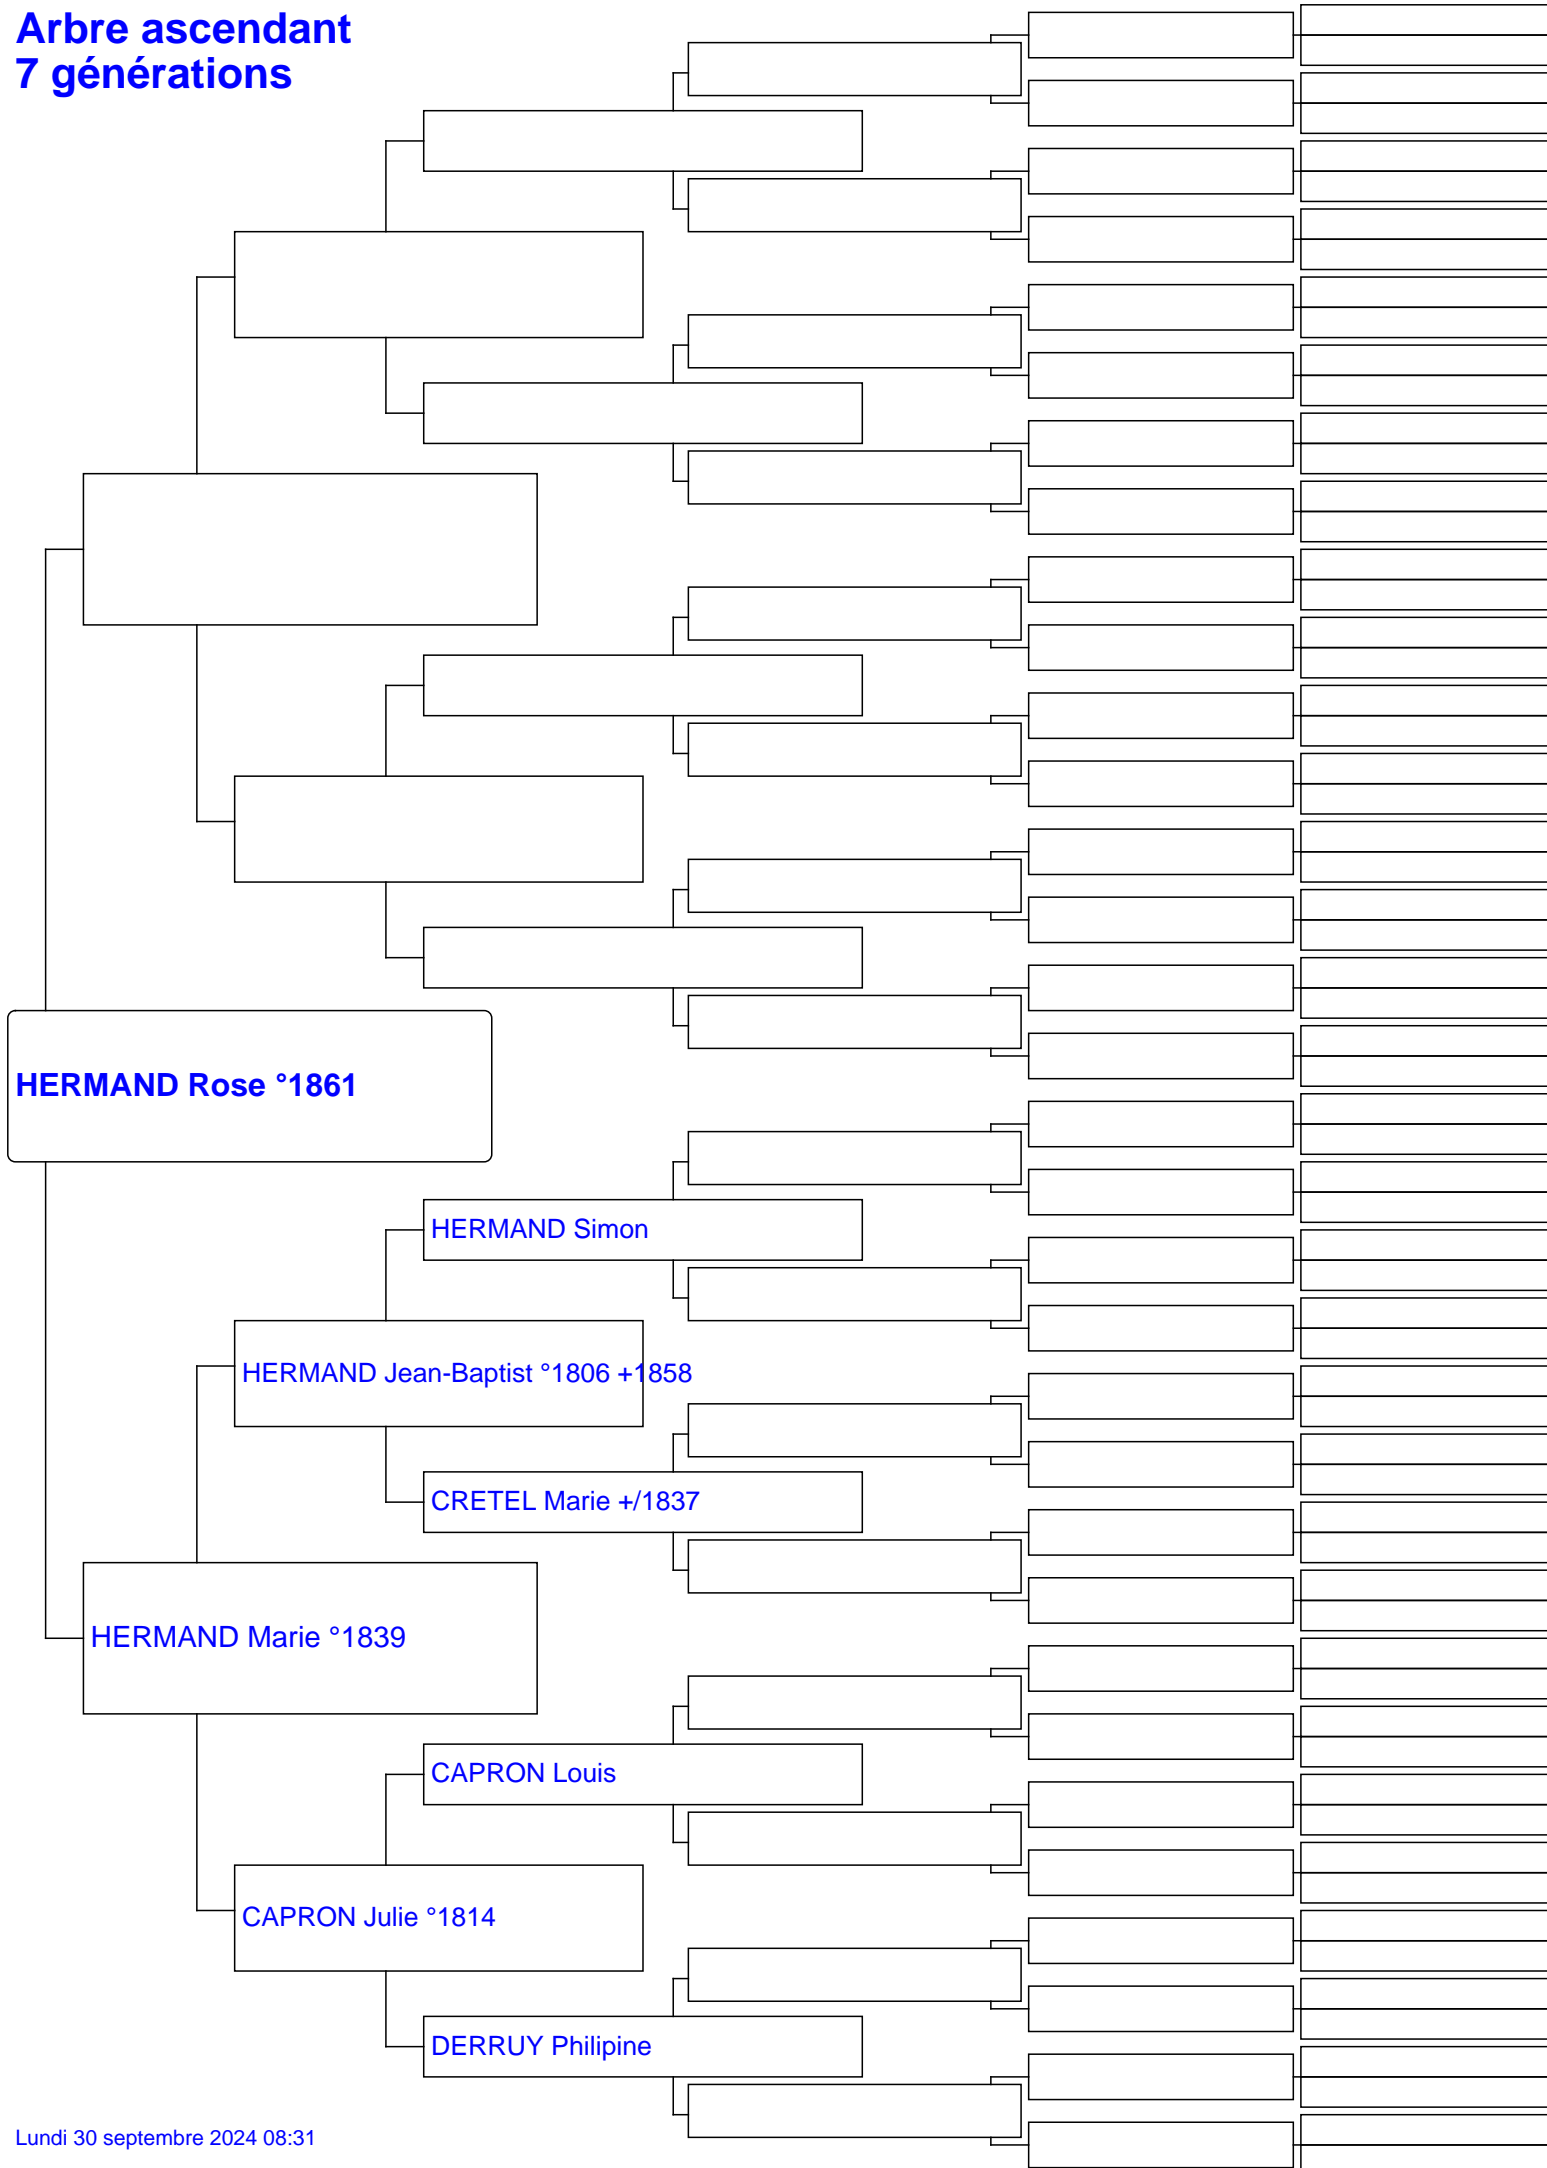 Arbre ascendant
7 générations
HERMAND Rose °1861
HERMAND Simon
HERMAND Jean-Baptist °1806 +1858
CRETEL Marie +/1837
HERMAND Marie °1839
CAPRON Louis
CAPRON Julie °1814
DERRUY Philipine
Lundi 30 septembre 2024 08:31